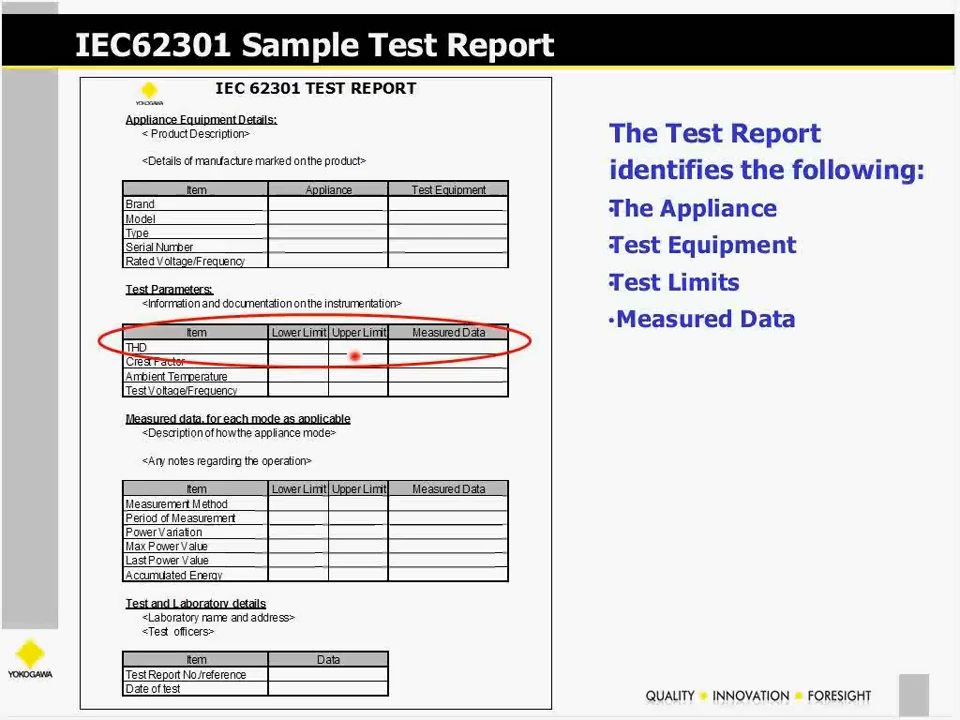 IEC62301 Sample Test Report
IEC 62301 TEST REPORT
YOKOGAWA
Appliance Equipment Details:
< Product Description>
<Details of manufacture marked on the product>
Item Appliance Test Equipment
Brand
Model
Type
Serial Number
Rated Voltage/Frequency
Test Parameters:
<Information and documentation on the instrumentation>
Item Lower Limit Upper Limit Measured Data
THD
Crest Factor
Ambient Temperature
Test Voltage/Frequency
Measured data, for each mode as applicable
<Description of how the appliance mode>
<Any notes regarding the operation>
Item Lower Limit Upper Limit Measured Data
Measurement Method
Period of Measurement
Power Variation
Max Power Value
Last Power Value
Accumulated Energy
Test and Laboratory details
<Laboratory name and address>
<Test officers>
Item Data
Test Report No./reference
Date of test
The Test Report
identifies the following:
•The Appliance
•Test Equipment
•Test Limits
•Measured Data
YOKOGAWA
QUALITY INNOVATION FORESIGHT